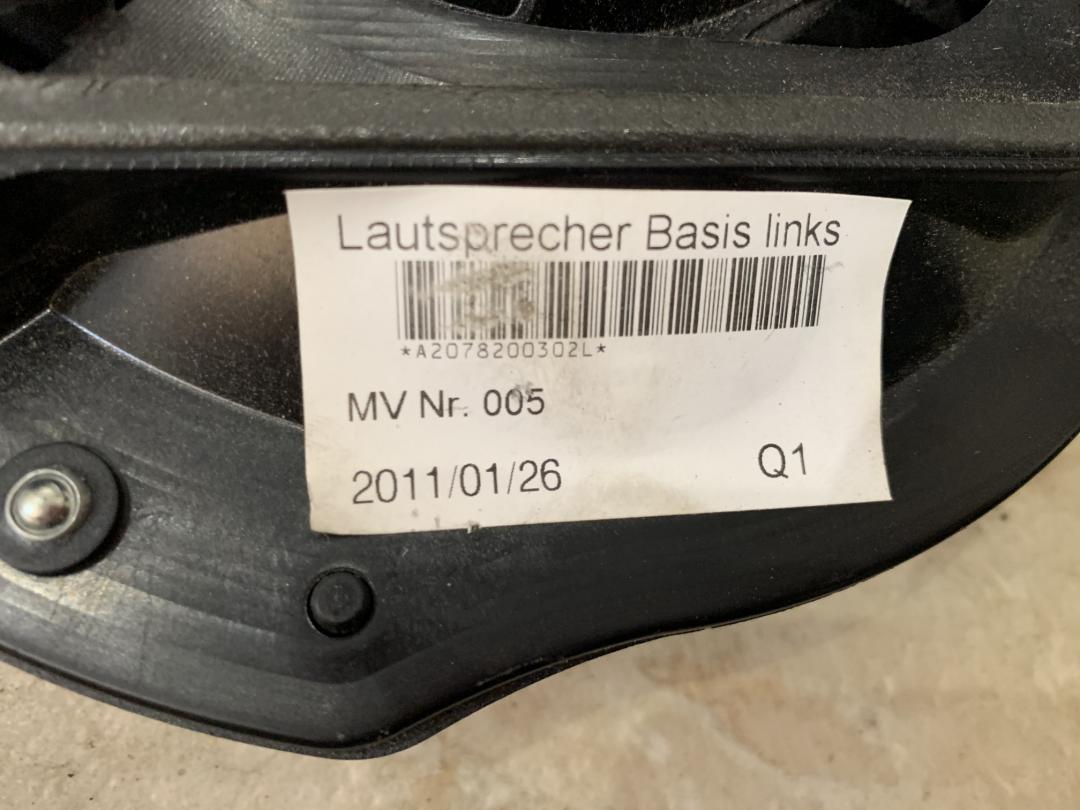 Lautsprecher Basis links
*A2078200302L*
MV Nr. 005
2011/01/26
Q1